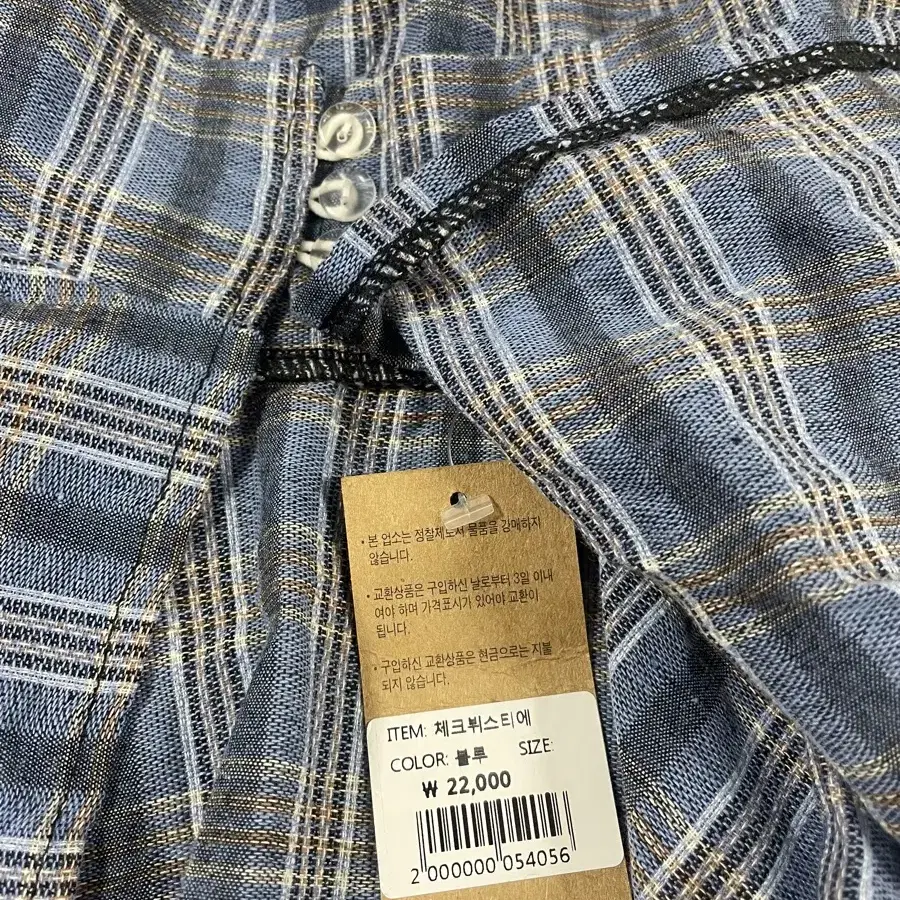 • 본 업소는 정찰제로서 물품을 강매하지
않습니다.
• 교환상품은 구입하신 날로부터 3일 이내
여야 하며 가격표시가 있어야 교환이
됩니다.
• 구입하신 교환상품은 현금으로는 지불
되지 않습니다.
ITEM: 체크뷔스티에
COLOR: 블루 SIZE:
₩ 22,000
2 000000 054056